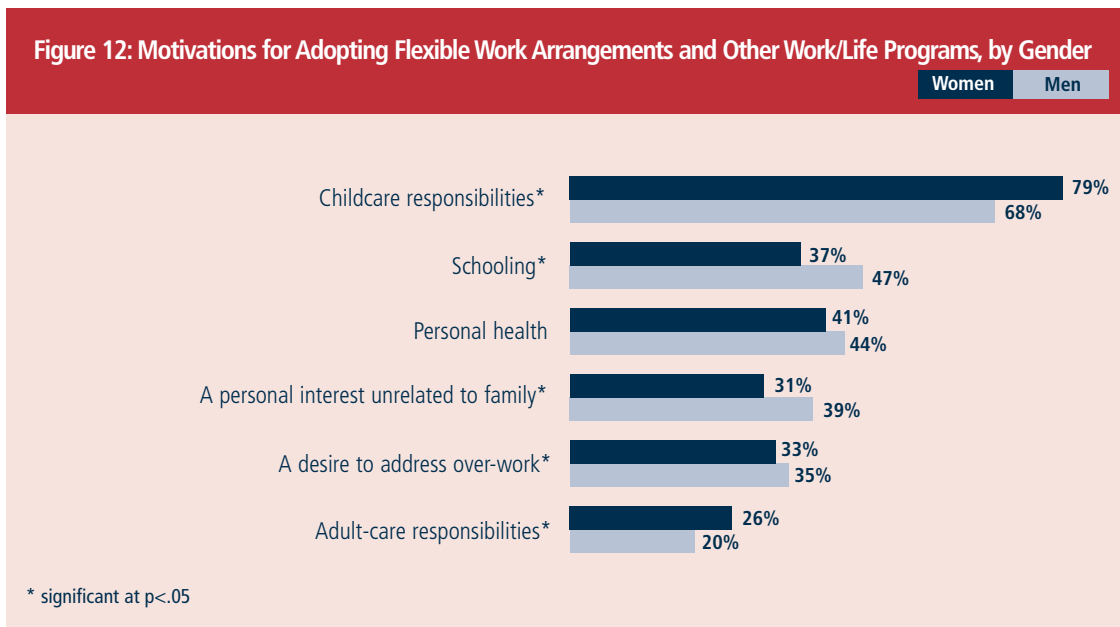 Figure 12: Motivations for Adopting Flexible Work Arrangements and Other Work/Life Programs, by Gender
Women Men
Childcare responsibilities* 79%
68%
Schooling* 37%
47%
Personal health 41%
44%
A personal interest unrelated to family* 31%
39%
A desire to address over-work* 33%
35%
Adult-care responsibilities* 26%
20%
* significant at p<.05